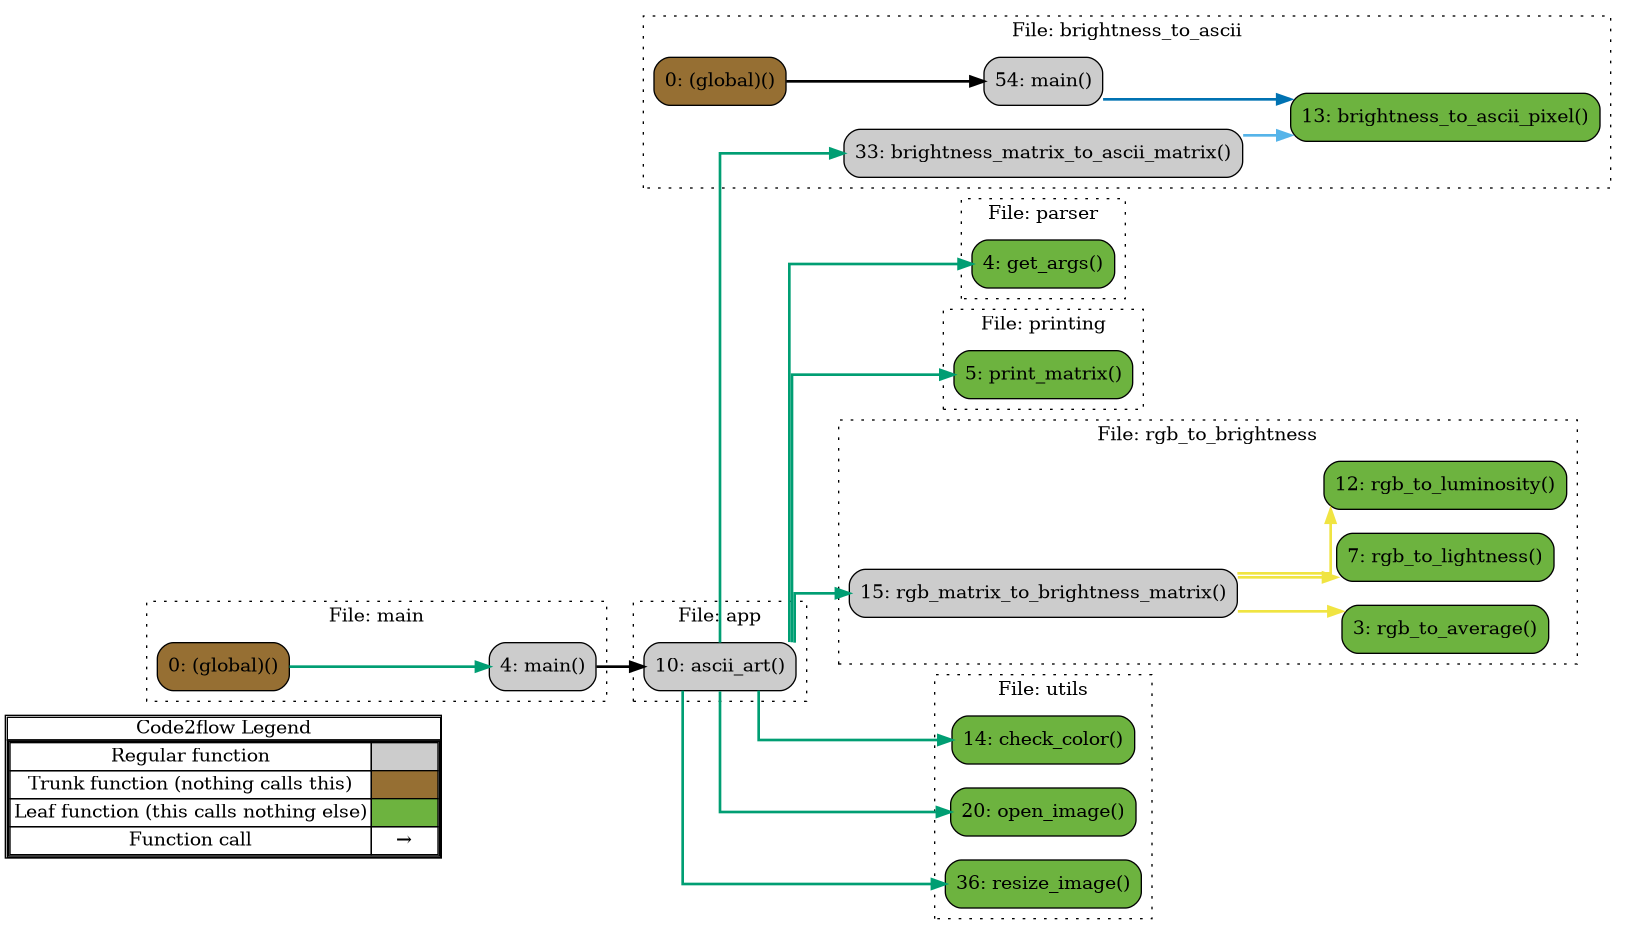 File: brightness_to_ascii
0: (global)()
54: main()
13: brightness_to_ascii_pixel()
33: brightness_matrix_to_ascii_matrix()
File: parser
4: get_args()
File: printing
5: print_matrix()
File: rgb_to_brightness
12: rgb_to_luminosity()
7: rgb_to_lightness()
15: rgb_matrix_to_brightness_matrix()
3: rgb_to_average()
File: main
0: (global)()
4: main()
File: app
10: ascii_art()
File: utils
14: check_color()
20: open_image()
36: resize_image()
Code2flow Legend
Regular function
Trunk function (nothing calls this)
Leaf function (this calls nothing else)
Function call →